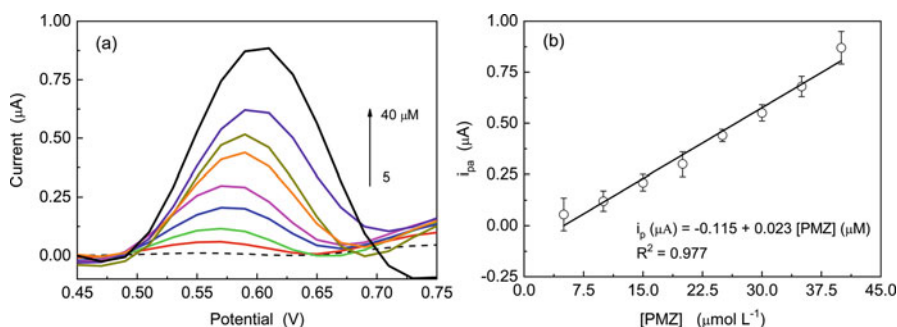 (a)
1.00
0.75
0.50
0.25
0.00
Current (μA)
40 μM
5
0.45 0.50 0.55 0.60 0.65 0.70 0.75
Potential (V)
(b)
1.00
0.75
0.50
0.25
0.00
-0.25
i_pa (μA)
i_p (μA) = -0.115 + 0.023 [PMZ] (μM)
R² = 0.977
0.0 7.5 15.0 22.5 30.0 37.5 45.0
[PMZ] (μmol L⁻¹)